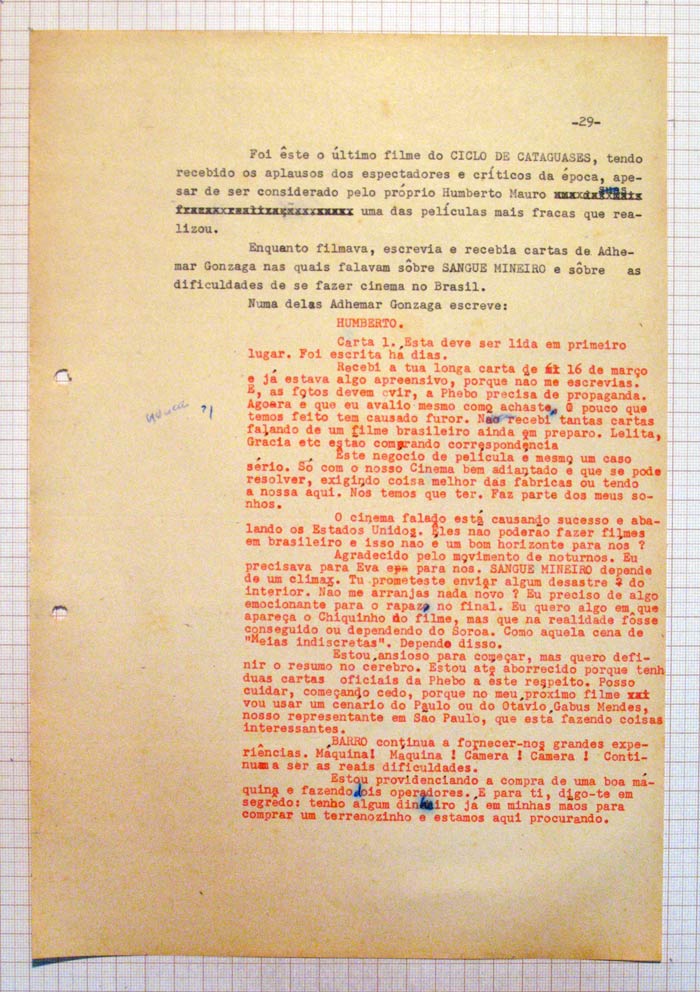 -29-
Foi êste o último filme do CICLO DE CATAGUASES, tendo
recebido os aplausos dos espectadores e críticos da época, ape-
sar de ser considerado pelo próprio Humberto Mauro
uma das películas mais fracas que rea-
lizou.
Enquanto filmava, escrevia e recebia cartas de Adhe-
mar Gonzaga nas quais falavam sôbre SANGUE MINEIRO e sôbre as
dificuldades de se fazer cinema no Brasil.
Numa delas Adhemar Gonzaga escreve:
HUMBERTO.
Carta 1. Esta deve ser lida em primeiro
lugar. Foi escrita há dias.
Recebi a tua longa carta de 16 de março
e já estava algo apreensivo, porque nao me escrevias.
E, as fotos devem vir, a Phebo precisa de propaganda.
Agoara e que eu avalio mesmo como achaste. O pouco que
temos feito tem causado furor. Nao recebi tantas cartas
falando de um filme brasileiro ainda em preparo. Lelita,
Gracia etc estão comprando correspondência
Este negocio de película é mesmo um caso
sério. Só com o nosso Cinema bem adiantado e que se pode
resolver, exigindo coisa melhor das fabricas ou tendo
a nossa aqui. Nos temos que ter. Faz parte dos meus so-
nhos.
O cinema falado está causando sucesso e aba-
lando os Estados Unidos. Êles nao poderao fazer filmes
em brasileiro e isso nao é um bom horizonte para nos ?
Agradecido pelo movimento de noturnos. Eu
precisava para Eva e para nos. SANGUE MINEIRO depende
de um climax. Tu prometeste enviar algum desastre do
interior. Nao me arranjas nada novo ? Eu preciso de algo
emocionante para o rapaz no final. Eu quero algo em que
apareça o Chiquinho do filme, mas que na realidade fôsse
conseguido ou dependendo do Soroa. Como aquela cena de
"Meias indiscretas". Depende disso.
Estou ansioso para começar, mas quero defi-
nir o resumo no cerebro. Estou até aborrecido porque tenh
duas cartas oficiais da Phebo a êste respeito. Posso
cuidar, começando cedo, porque no meu próximo filme
vou usar um cenario do Paulo ou do Otavio Gabus Mendes,
nosso representante em Sao Paulo, que está fazendo coisas
interessantes.
BARRO continua a fornecer-nos grandes expe-
riências. Máquina! Maquina ! Camera ! Camera ! Conti-
nuam a ser as reais dificuldades.
Estou providenciando a compra de uma boa má-
quina e fazendo dois operadores. E para ti, digo-te em
segredo: tenho algum dinheiro já em minhas maos para
comprar um terrenozinho e estamos aqui procurando.
nunca ?!
suas